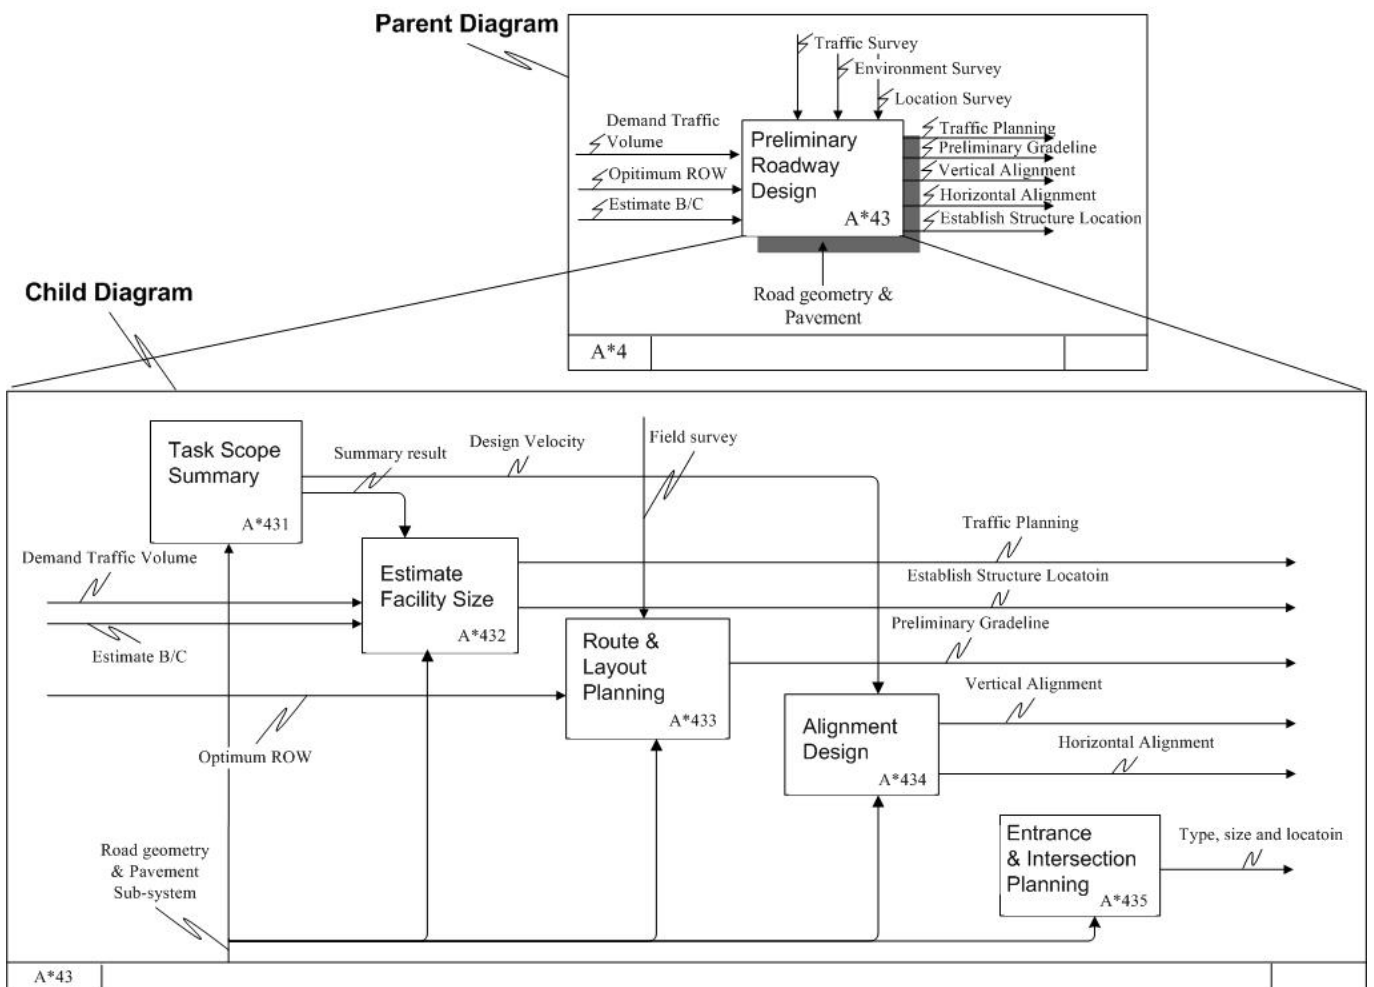 Parent Diagram
Traffic Survey
Environment Survey
Location Survey
Demand Traffic
Volume
Opitimum ROW
Estimate B/C
Preliminary
Roadway
Design
A*43
Traffic Planning
Preliminary Gradeline
Vertical Alignment
Horizontal Alignment
Establish Structure Location
Road geometry &
Pavement
A*4
Child Diagram
Task Scope
Summary
A*431
Summary result
Design Velocity
Field survey
Demand Traffic Volume
Estimate B/C
Estimate
Facility Size
A*432
Traffic Planning
Establish Structure Locatoin
Preliminary Gradeline
Route &
Layout
Planning
A*433
Optimum ROW
Vertical Alignment
Horizontal Alignment
Alignment
Design
A*434
Entrance
& Intersection
Planning
A*435
Type, size and locatoin
Road geometry
& Pavement
Sub-system
A*43